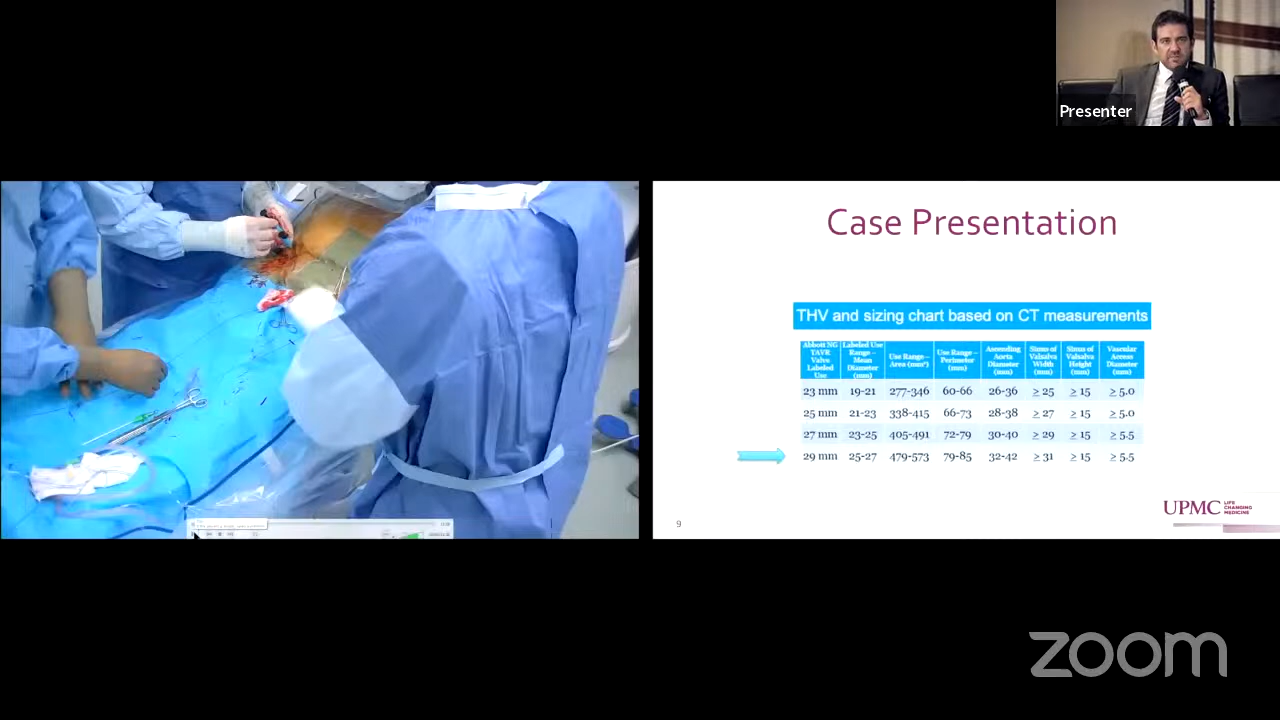 Presenter
Case Presentation
THV and sizing chart based on CT measurements
Abbott NG TAVR Valve Labeled Use | Labeled Use Range – Mean Diameter (mm) | Use Range – Area (mm²) | Use Range – Perimeter (mm) | Ascending Aorta Diameter (mm) | Sinus of Valsalva Width (mm) | Sinus of Valsalva Height (mm) | Vascular Access Diameter (mm)
23 mm 19-21 277-346 60-66 26-36 ≥ 25 ≥ 15 ≥ 5.0
25 mm 21-23 338-415 66-73 28-38 ≥ 27 ≥ 15 ≥ 5.0
27 mm 23-25 405-491 72-79 30-40 ≥ 29 ≥ 15 ≥ 5.5
29 mm 25-27 479-573 79-85 32-42 ≥ 31 ≥ 15 ≥ 5.5
UPMC LIFE CHANGING MEDICINE
9
zoom